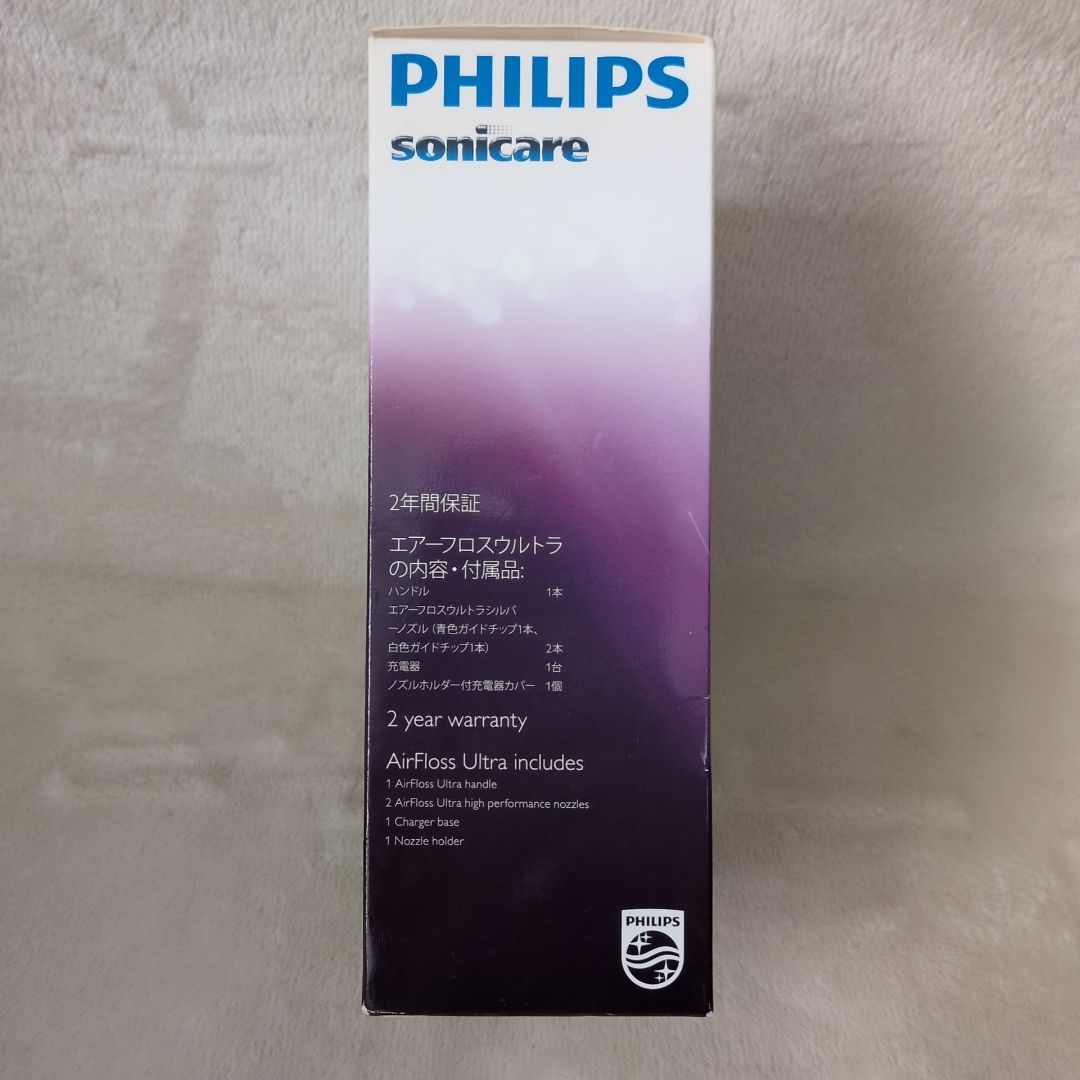 PHILIPS
sonicare
2年間保証
エアーフロスウルトラ
の内容・付属品:
ハンドル 1本
エアーフロスウルトラシルバ
ーノズル（青色ガイドチップ1本、
白色ガイドチップ1本） 2本
充電器 1台
ノズルホルダー付充電器カバー 1個
2 year warranty
AirFloss Ultra includes
1 AirFloss Ultra handle
2 AirFloss Ultra high performance nozzles
1 Charger base
1 Nozzle holder
PHILIPS